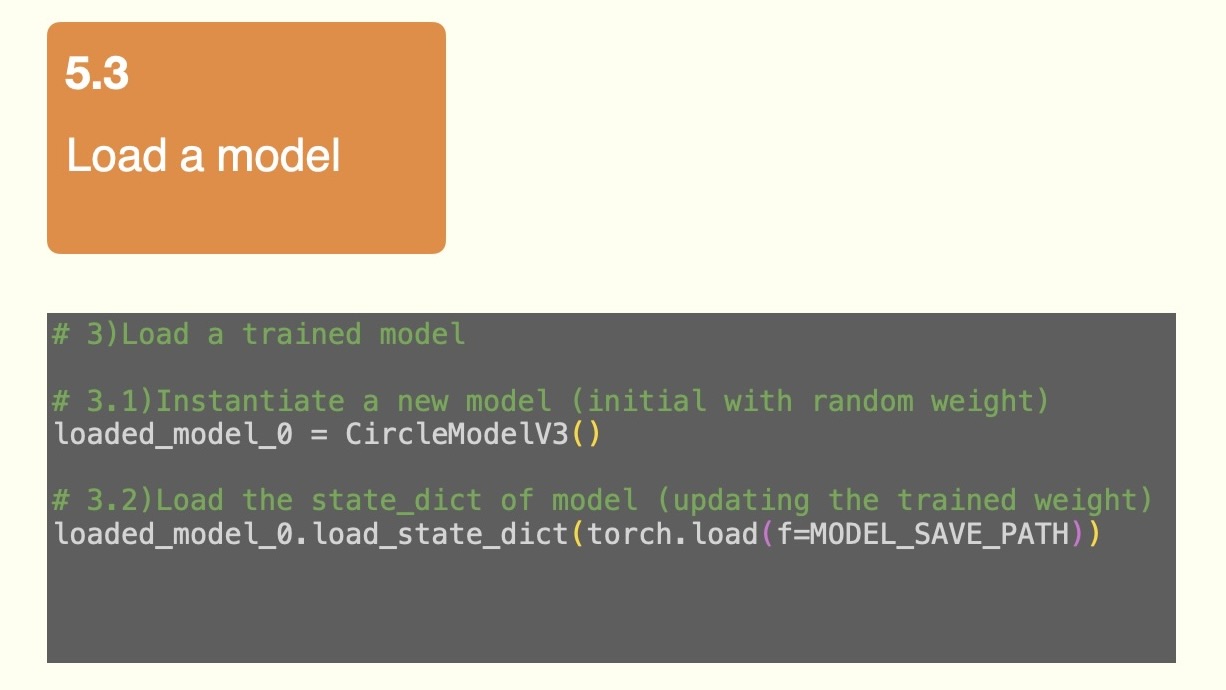 5.3
Load a model
# 3)Load a trained model
# 3.1)Instantiate a new model (initial with random weight)
loaded_model_0 = CircleModelV3()
# 3.2)Load the state_dict of model (updating the trained weight)
loaded_model_0.load_state_dict(torch.load(f=MODEL_SAVE_PATH))